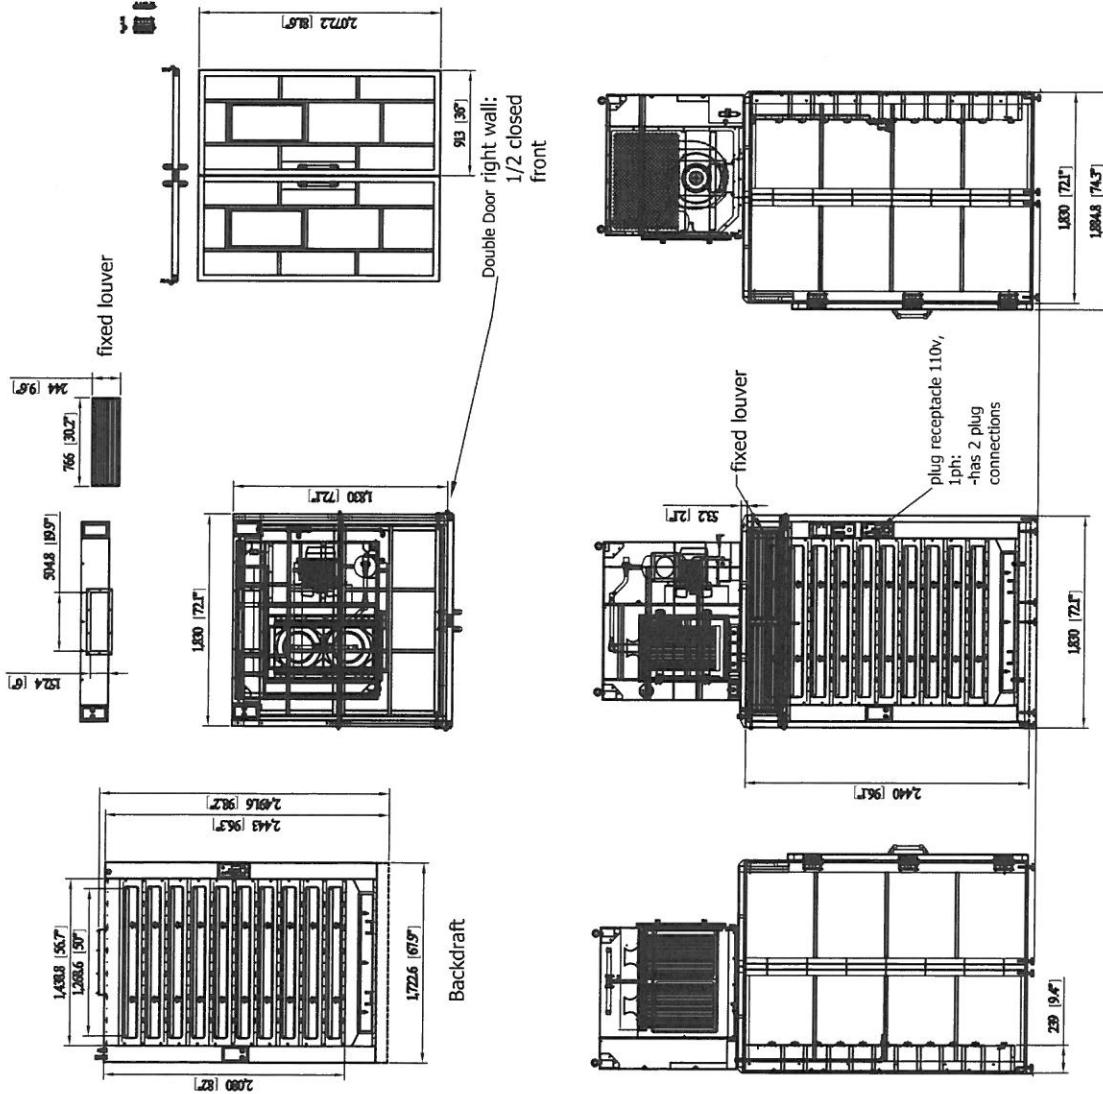 2,072.2 [81.6"]
913 [36"]
Double Door right wall:
1/2 closed
front
fixed louver
244 [9.6"]
766 [30.2"]
504.8 [19.9"]
152.4 [6"]
1,830 [72.1"]
1,830 [72.1"]
2,491.6 [98.2"]
2,443 [96.3"]
1,438.8 [56.7"]
1,268.6 [50"]
1,722.6 [67.9"]
2,080 [82"]
Backdraft
1,830 [72.1"]
1,884.8 [74.3"]
fixed louver
53.2 [2.1"]
plug receptacle 110v,
1ph:
-has 2 plug
connections
1,830 [72.1"]
2,440 [96.1"]
239 [9.4"]